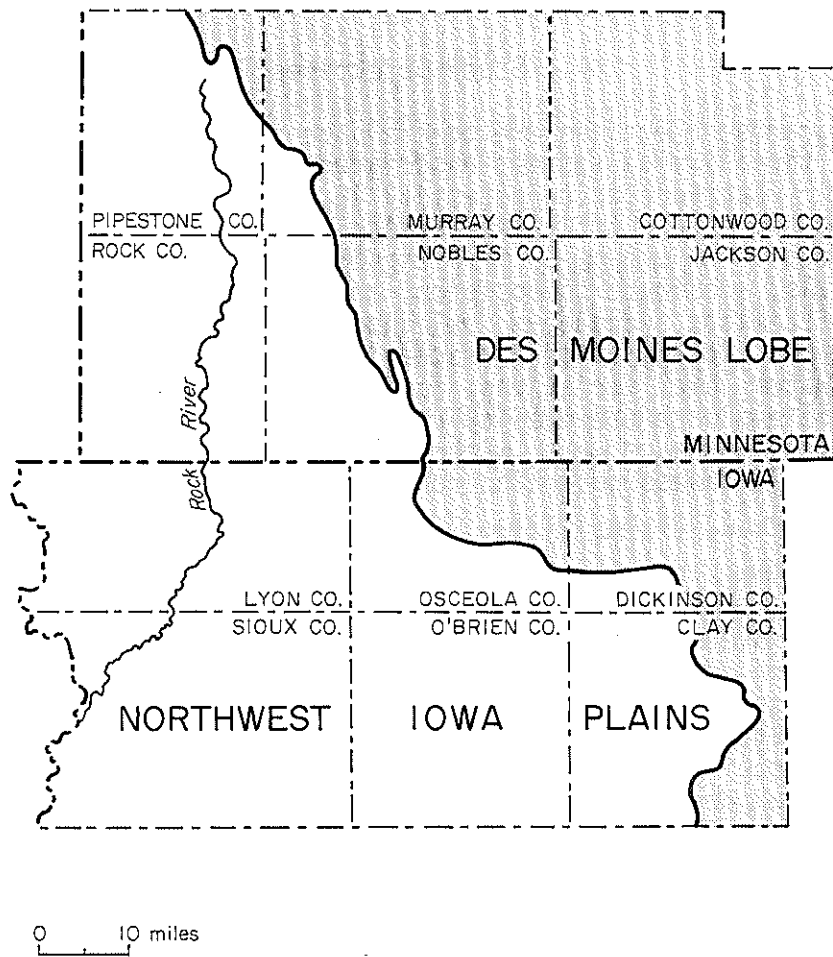 PIPESTONE CO.
MURRAY CO.
COTTONWOOD CO.
ROCK CO.
NOBLES CO.
JACKSON CO.
DES MOINES LOBE
MINNESOTA
IOWA
Rock River
LYON CO.
OSCEOLA CO.
DICKINSON CO.
SIOUX CO.
O'BRIEN CO.
CLAY CO.
NORTHWEST IOWA PLAINS
0 10 miles